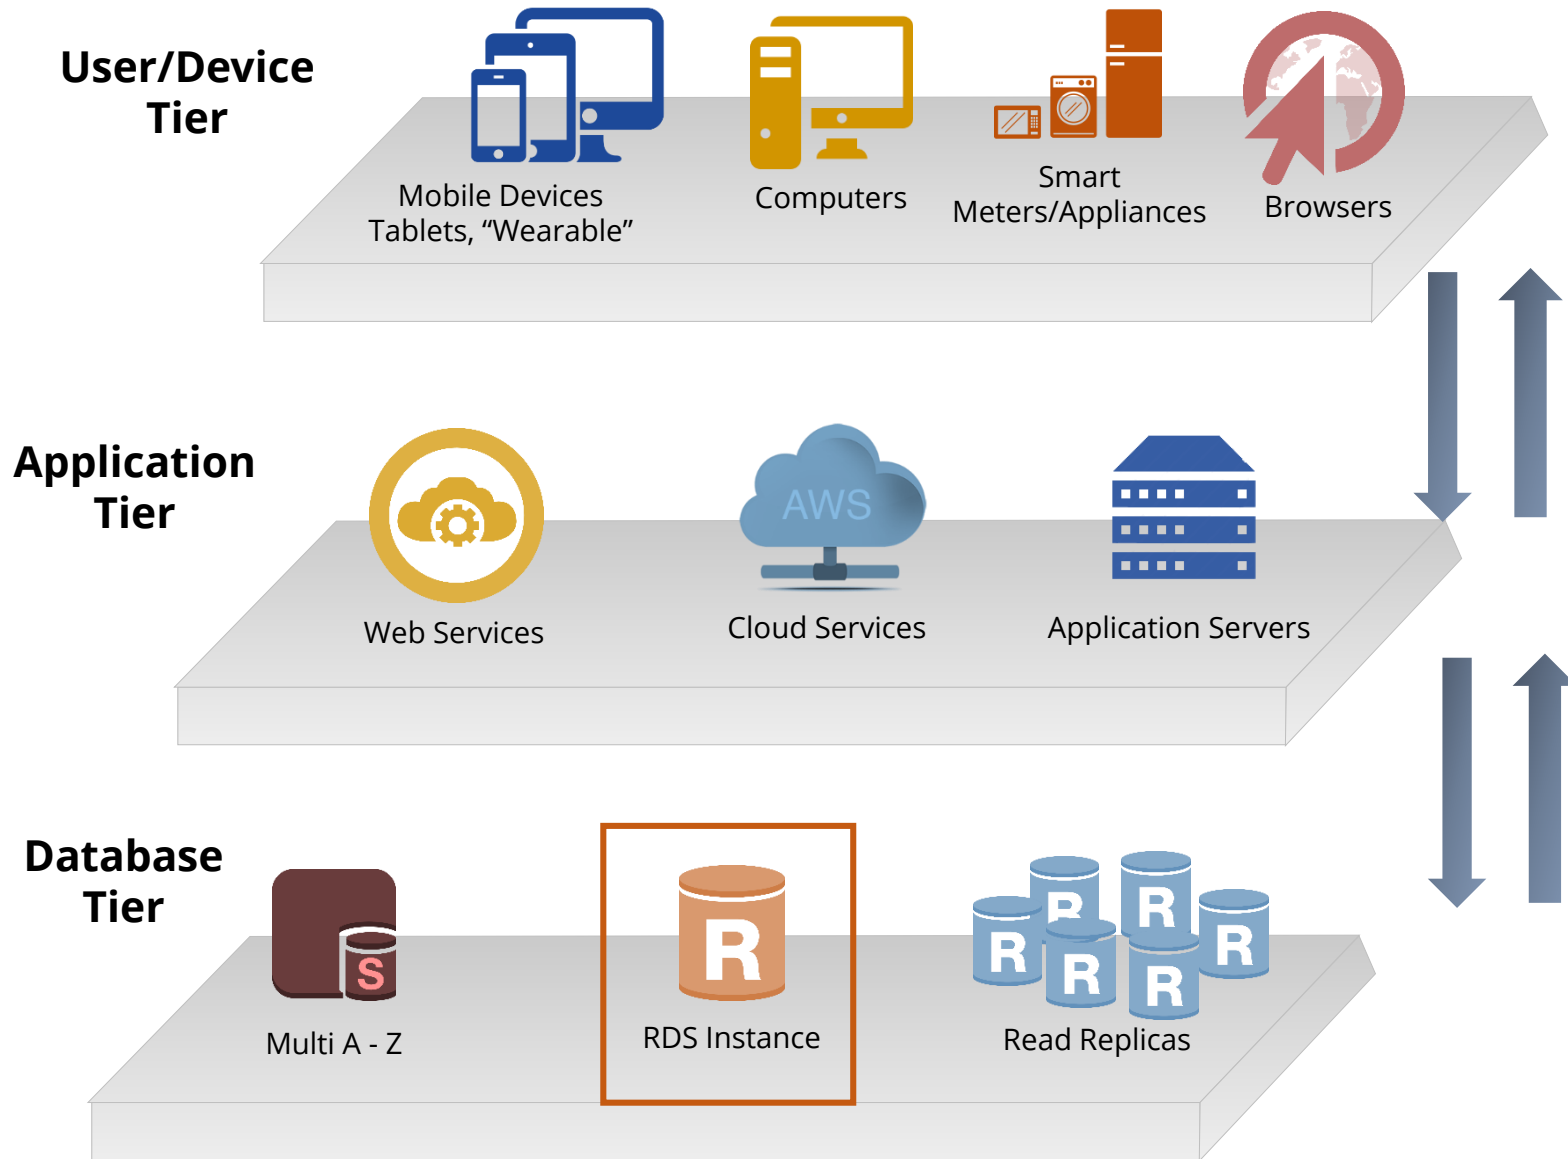 User/Device
Tier
Mobile Devices
Tablets, “Wearable”
Computers
Smart
Meters/Appliances
Browsers
Application
Tier
AWS
Web Services
Cloud Services
Application Servers
Database
Tier
S
R
R
R
R
R
R
R
Multi A - Z
RDS Instance
Read Replicas